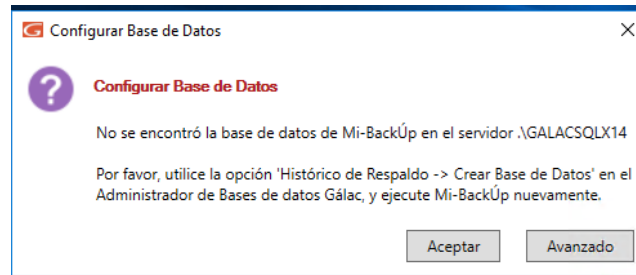 Configurar Base de Datos
Configurar Base de Datos
No se encontró la base de datos de Mi-BackÚp en el servidor .\GALACSQLX14
Por favor, utilice la opción 'Histórico de Respaldo -> Crear Base de Datos' en el
Administrador de Bases de datos Gálac, y ejecute Mi-BackÚp nuevamente.
Aceptar
Avanzado